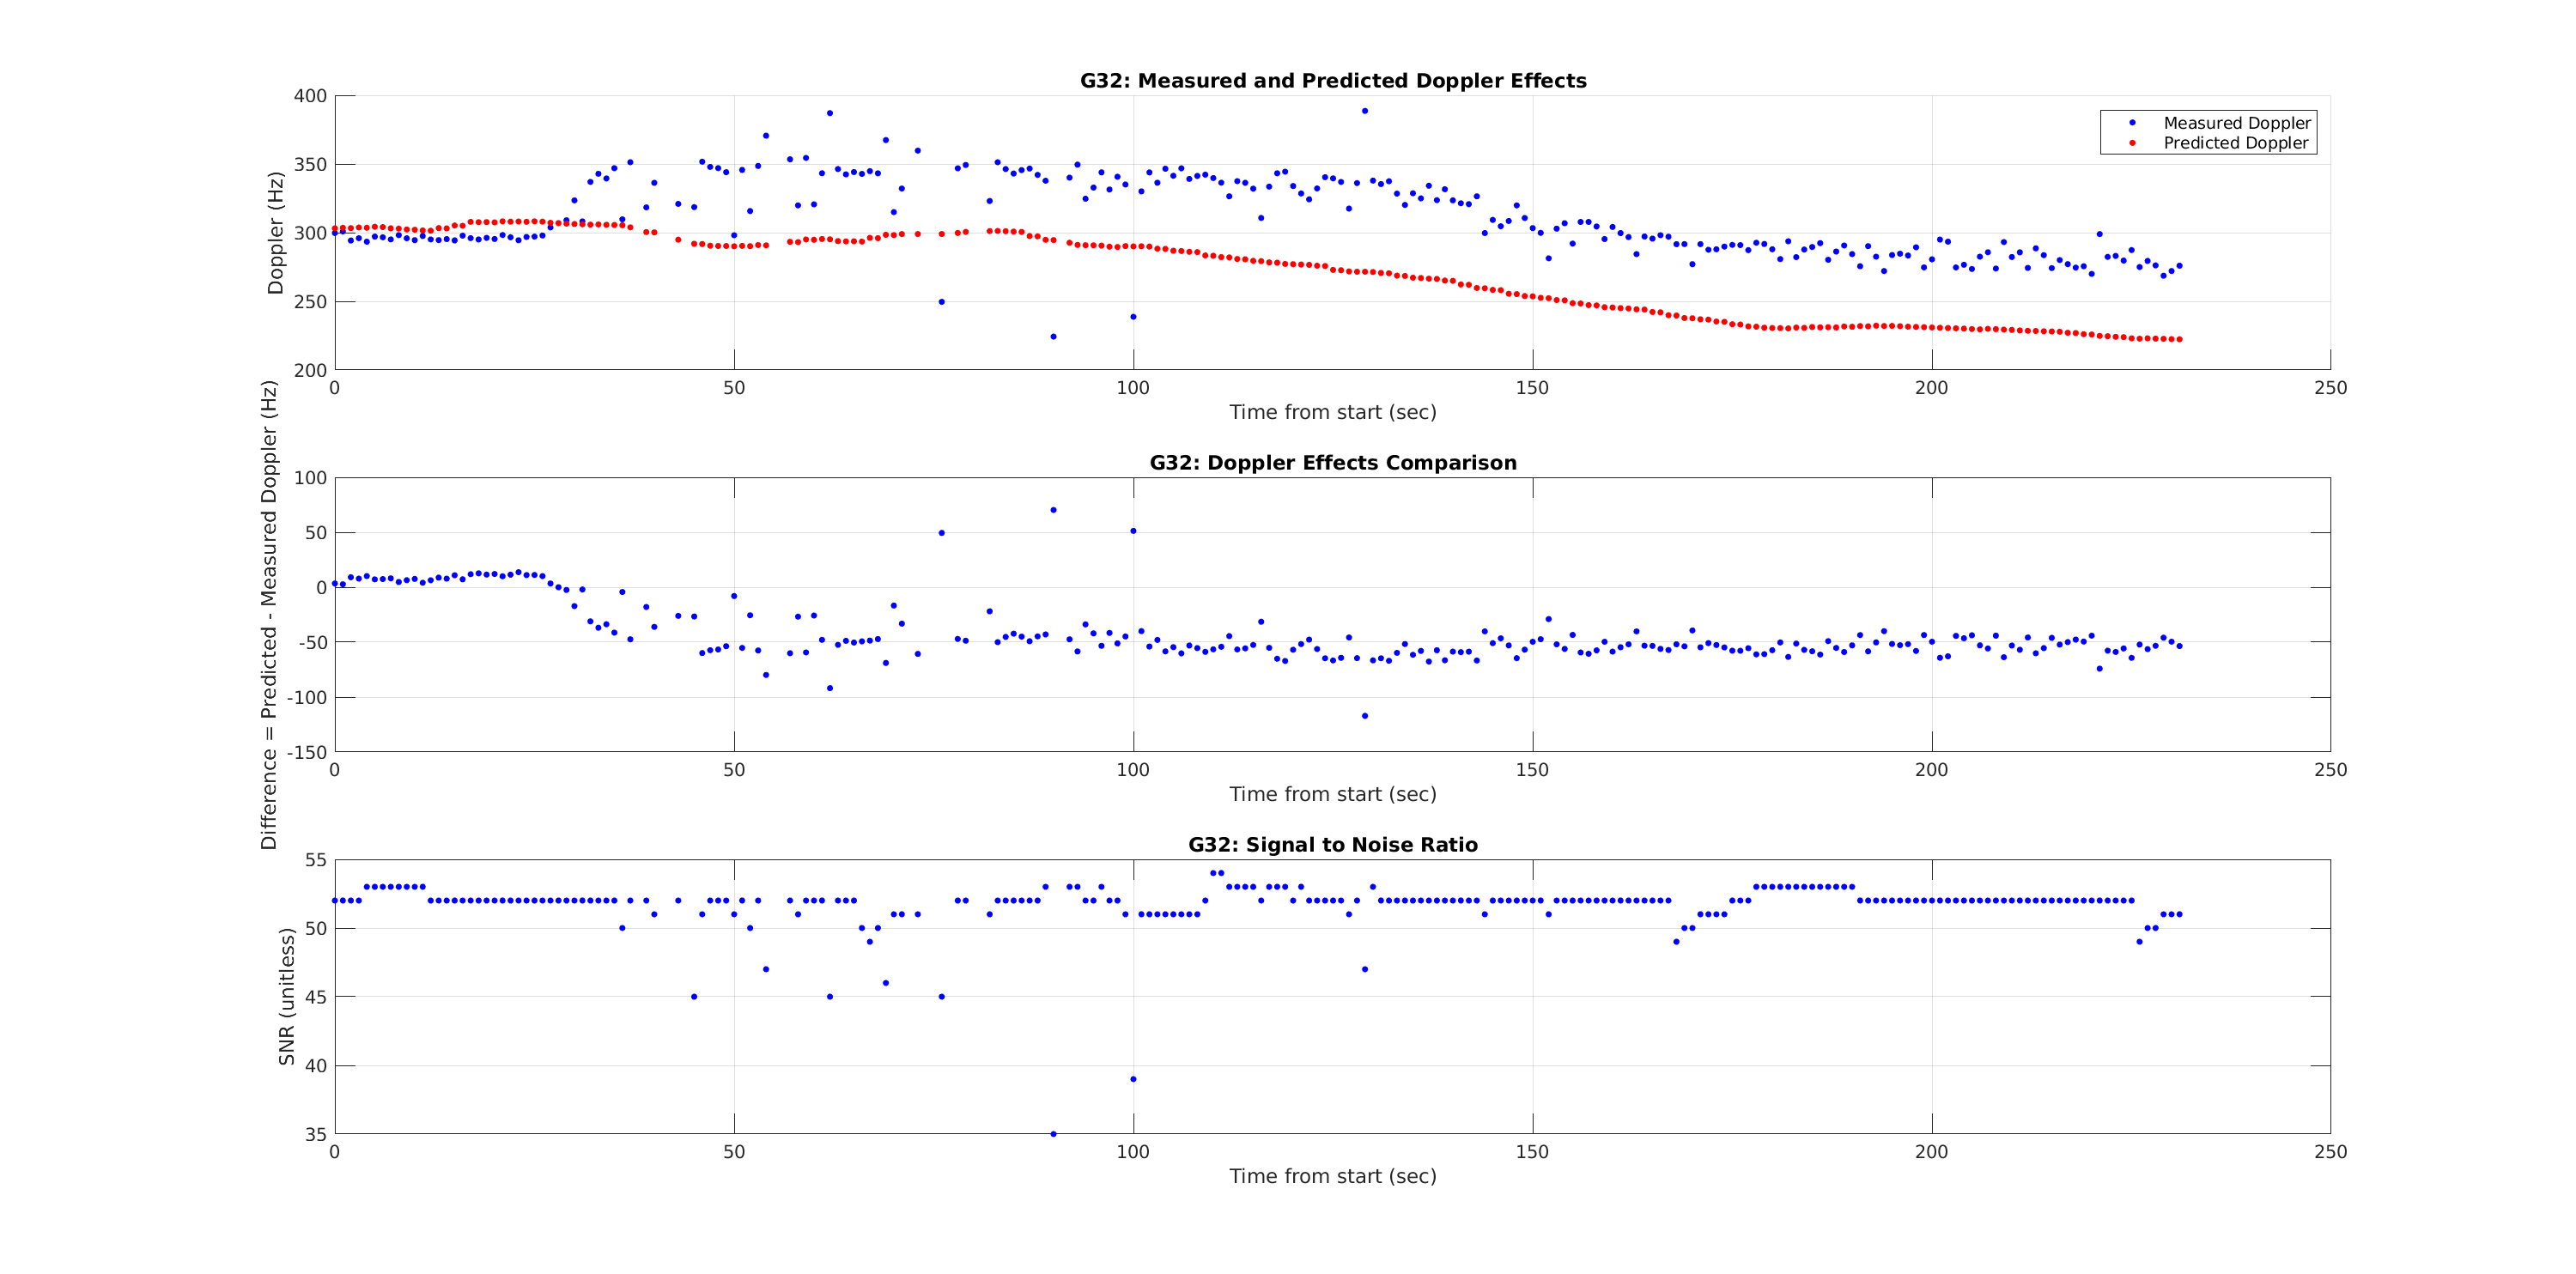 G32: Measured and Predicted Doppler Effects
400
350
300
250
200
Doppler (Hz)
Measured Doppler
Predicted Doppler
0 50 100 150 200 250
Time from start (sec)
G32: Doppler Effects Comparison
100
50
0
-50
-100
-150
Difference = Predicted - Measured Doppler (Hz)
0 50 100 150 200 250
Time from start (sec)
G32: Signal to Noise Ratio
55
50
45
40
35
SNR (unitless)
0 50 100 150 200 250
Time from start (sec)